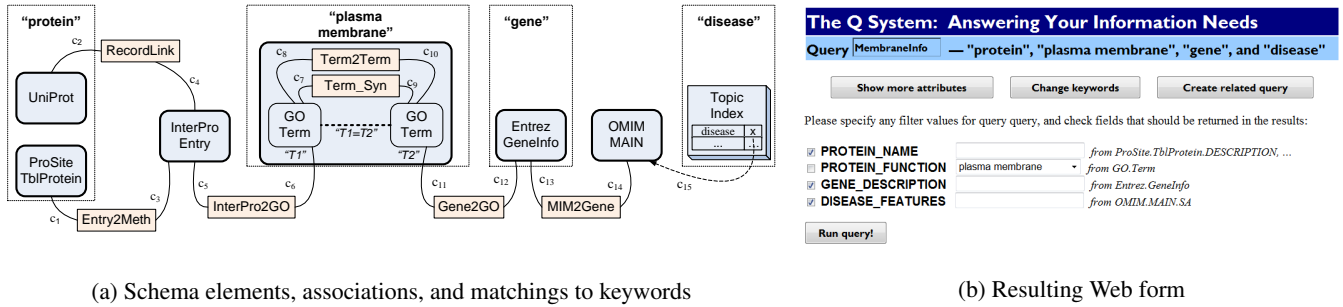 “protein”
“plasma
membrane”
“gene”
“disease”
c2
RecordLink
c8
Term2Term
c10
c7
Term_Syn
c9
c4
UniProt
InterPro
Entry
GO
Term
“T1=T2”
GO
Term
“T1”
“T2”
Entrez
GeneInfo
OMIM
MAIN
Topic
Index
disease x
... ...
ProSite
TblProtein
c3
c5
c6
c11
c12
c13
c14
c15
c1
Entry2Meth
InterPro2GO
Gene2GO
MIM2Gene
(a) Schema elements, associations, and matchings to keywords
The Q System: Answering Your Information Needs
Query MembraneInfo — "protein", "plasma membrane", "gene", and "disease"
Show more attributes Change keywords Create related query
Please specify any filter values for query query, and check fields that should be returned in the results:
PROTEIN_NAME from ProSite.TblProtein.DESCRIPTION, ...
PROTEIN_FUNCTION plasma membrane from GO.Term
GENE_DESCRIPTION from Entrez.GeneInfo
DISEASE_FEATURES from OMIM.MAIN.SA
Run query!
(b) Resulting Web form